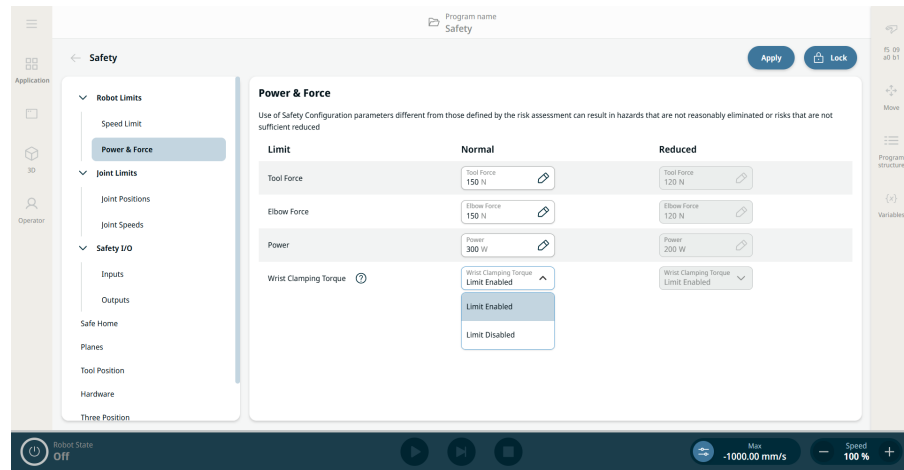 Program name
Safety
Application
3D
Operator
Safety
Apply
Lock
f5. 09
a0 b1
Move
Program
structure
{x}
Variables
Robot Limits
Speed Limit
Power & Force
Joint Limits
Joint Positions
Joint Speeds
Safety I/O
Inputs
Outputs
Safe Home
Planes
Tool Position
Hardware
Three Position
Power & Force
Use of Safety Configuration parameters different from those defined by the risk assessment can result in hazards that are not reasonably eliminated or risks that are not
sufficient reduced
Limit Normal Reduced
Tool Force
Tool Force
150 N
Tool Force
120 N
Elbow Force
Elbow Force
150 N
Elbow Force
120 N
Power
Power
300 W
Power
200 W
Wrist Clamping Torque ?
Wrist Clamping Torque
Limit Enabled
Wrist Clamping Torque
Limit Enabled
Limit Enabled
Limit Disabled
Robot State
Off
Max
-1000.00 mm/s
Speed
100 %